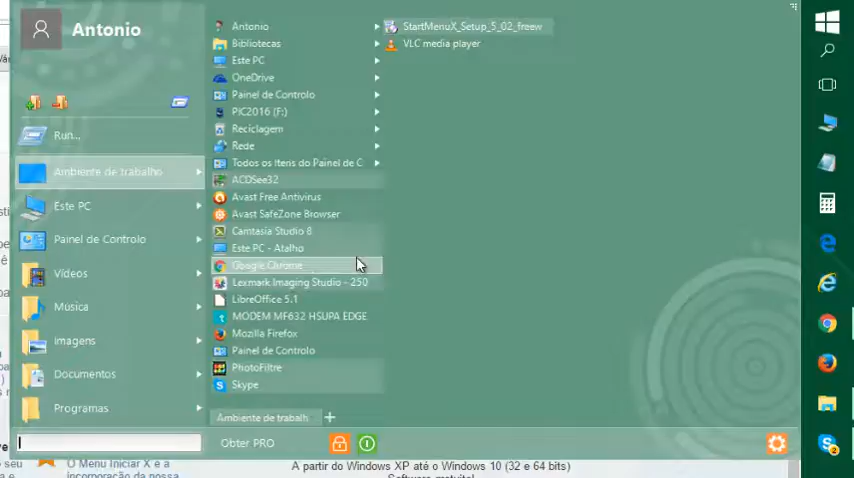 Antonio
Run...
Ambiente de trabalho
Este PC
Painel de Controlo
Vídeos
Música
Imagens
Documentos
Programas
Antonio
Bibliotecas
Este PC
OneDrive
Painel de Controlo
PIC2016 (F:)
Reciclagem
Rede
Todos os Itens do Painel de C
ACDSee32
Avast Free Antivirus
Avast SafeZone Browser
Camtasia Studio 8
Este PC - Atalho
Google Chrome
Lexmark Imaging Studio - 250
LibreOffice 5.1
MODEM MF632 HSUPA EDGE
Mozilla Firefox
Painel de Controlo
PhotoFiltre
Skype
StartMenuX_Setup_5_02_freew
VLC media player
Ambiente de trabalh +
Obter PRO
2
seu
O Menu Iniciar X é a
incorporação da nossa
A partir do Windows XP até o Windows 10 (32 e 64 bits)